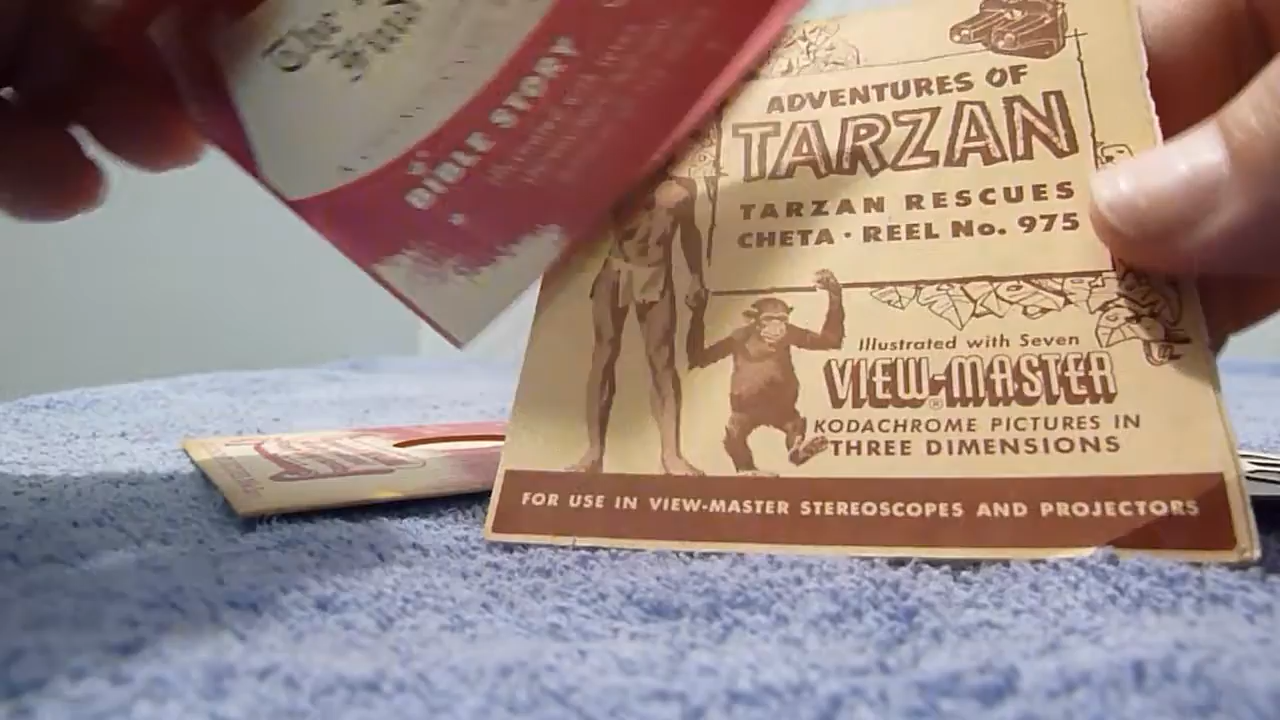 The
BIBLE STORY
ADVENTURES OF
TARZAN
TARZAN RESCUES
CHETA · REEL No. 975
Illustrated with Seven
VIEW-MASTER
®
KODACHROME PICTURES IN
THREE DIMENSIONS
FOR USE IN VIEW-MASTER STEREOSCOPES AND PROJECTORS